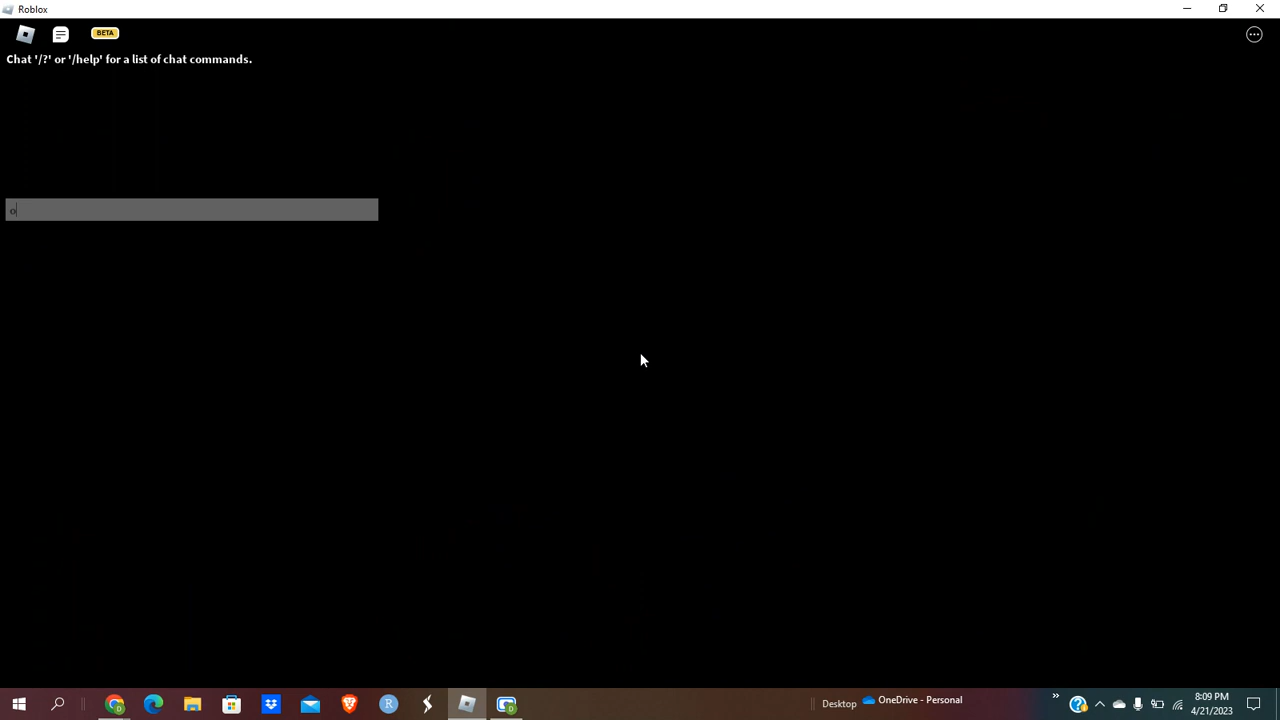 Roblox
BETA
Chat '/?' or '/help' for a list of chat commands.
o
R
Desktop
OneDrive - Personal
8:09 PM
4/21/2023